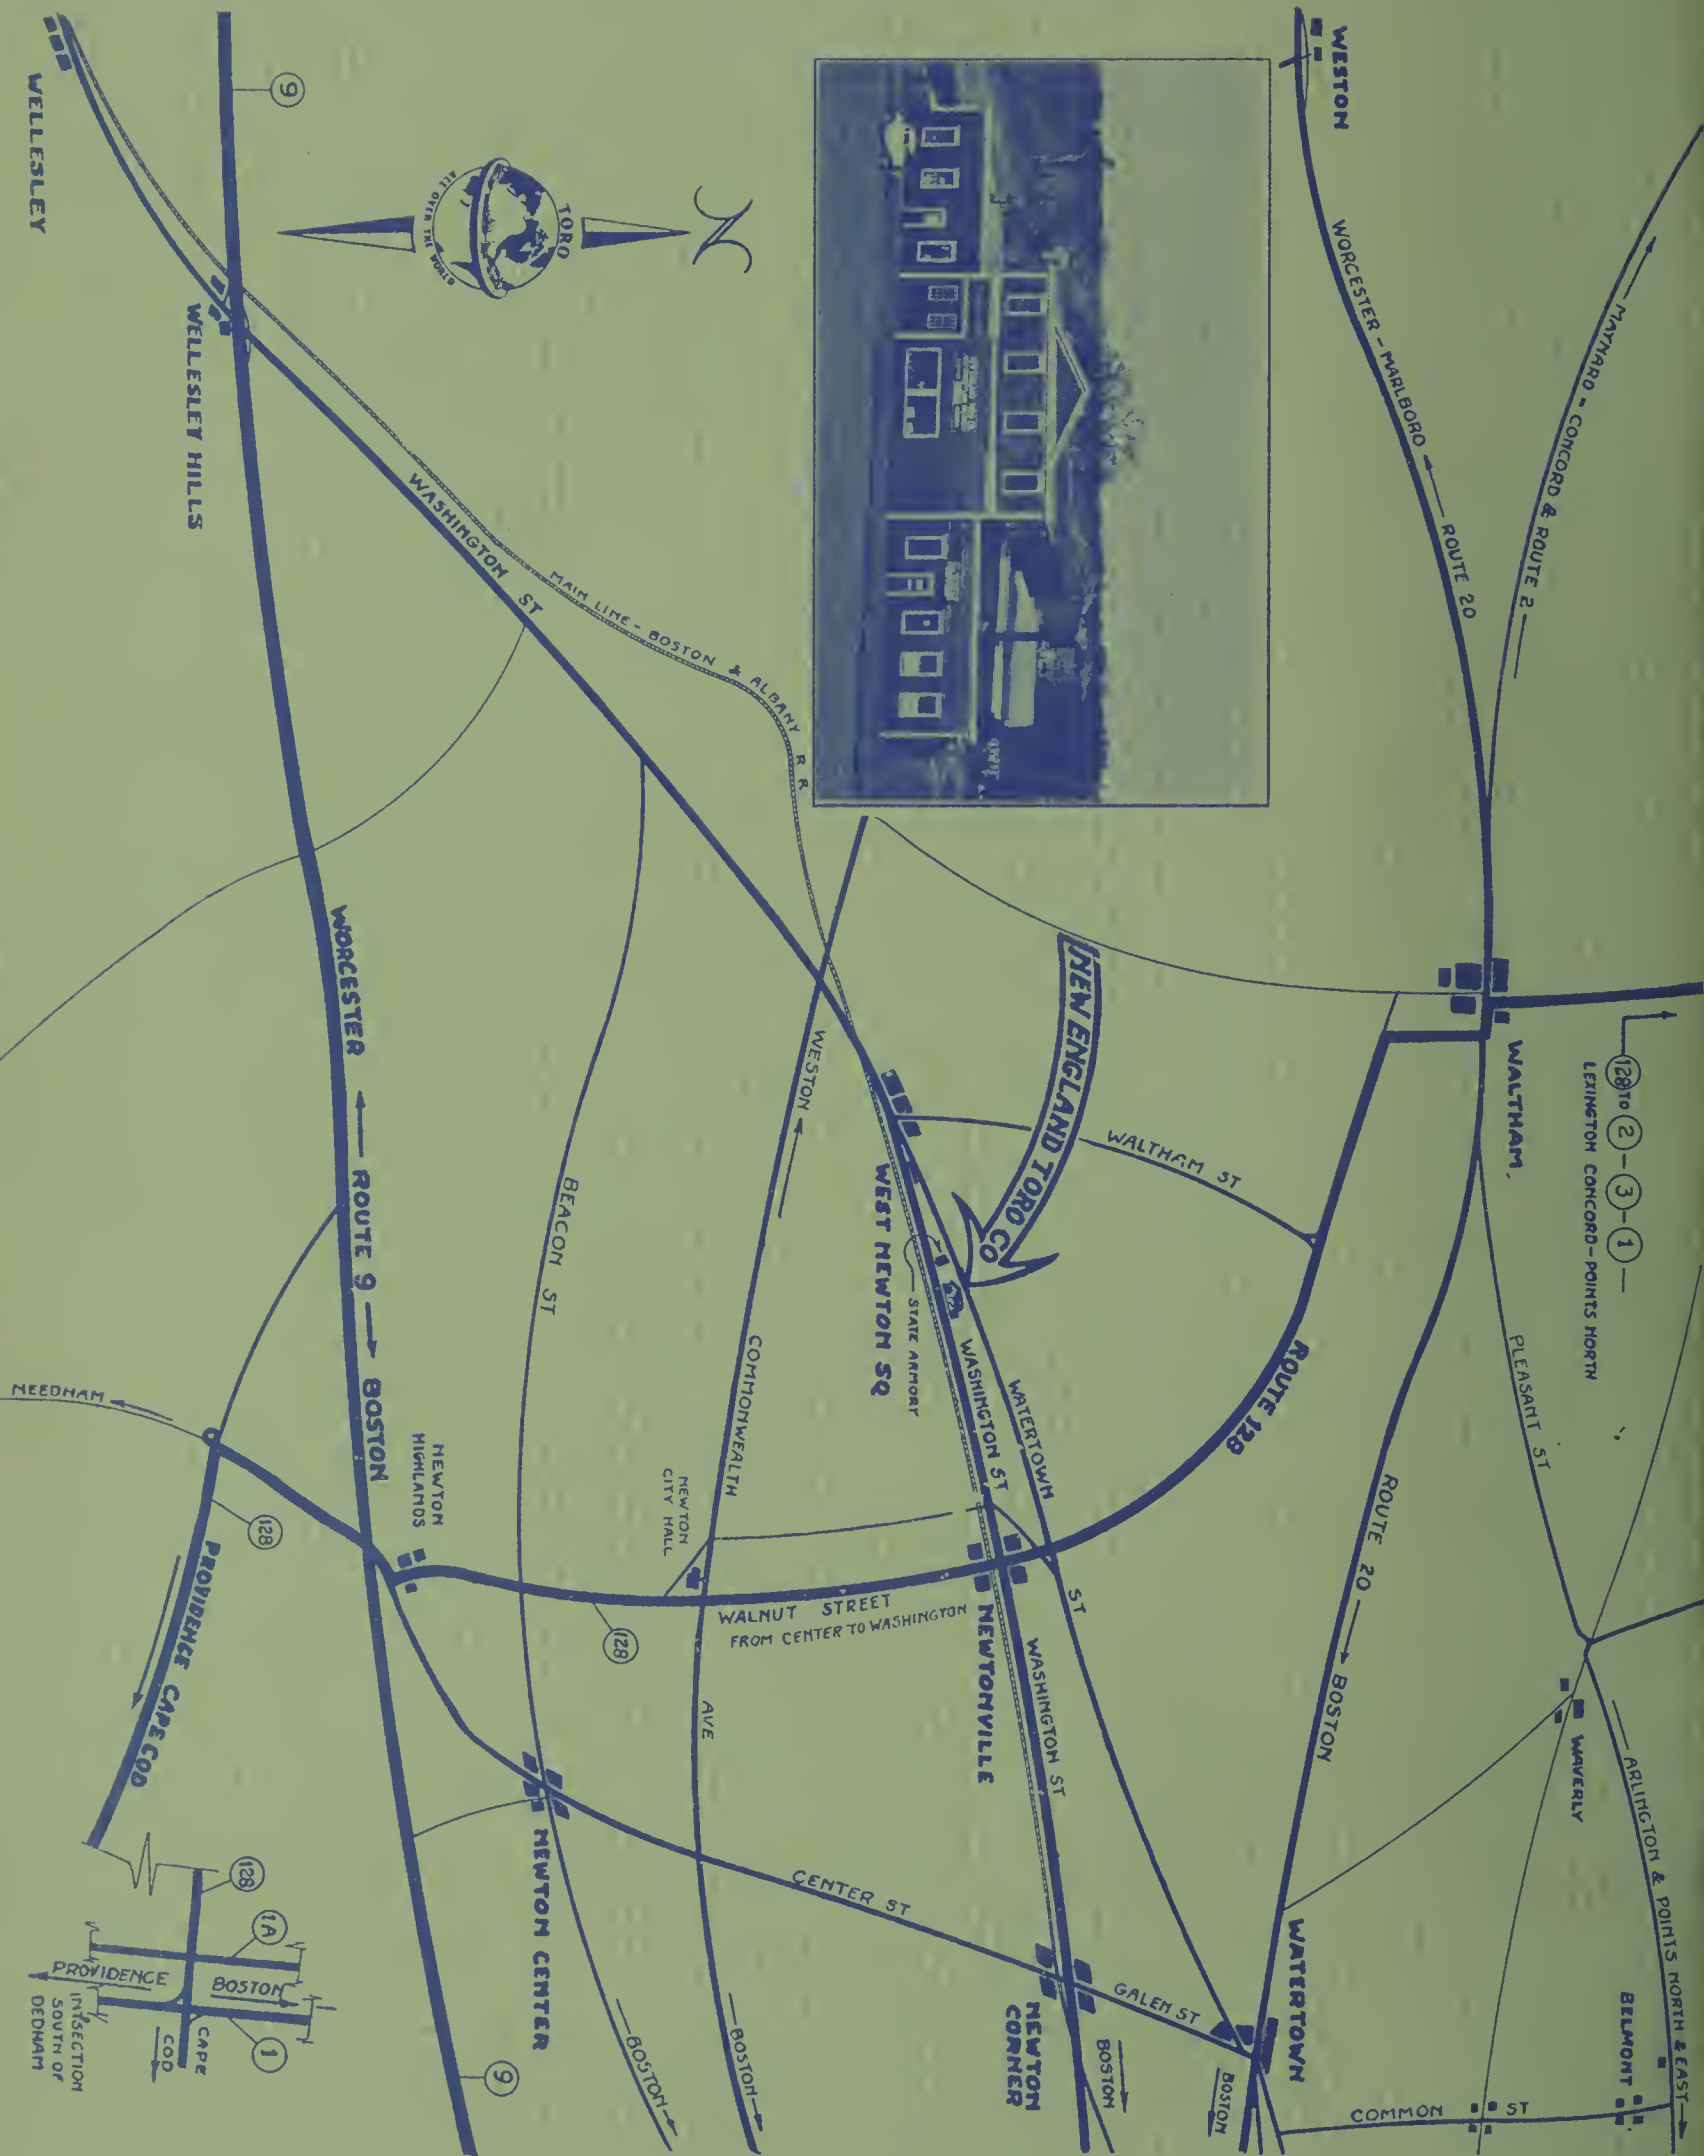 WESTON
WORCESTER - MARLBORO
ROUTE 20
MAYNARD - CONCORD & ROUTE 2
128 TO 2 - 3 - 1
LEXINGTON CONCORD - POINTS NORTH
WALTHAM.
PLEASANT ST
ARLINGTON & POINTS NORTH & EAST
WAVERLY
BELMONT.
COMMON ST
ROUTE 20
BOSTON
WATERTOWN
BOSTON
ROUTE 128
WALTHAM ST
NEW ENGLAND TORO CO
STATE ARMORY
WEST NEWTON SQ
WASHINGTON ST
WATERTOWN ST
NEWTONVILLE
WASHINGTON ST
NEWTON
CORNER
BOSTON
GALEN ST
CENTER ST
WESTON
COMMONWEALTH AVE
BOSTON
NEWTON
CITY HALL
WALNUT STREET
FROM CENTER TO WASHINGTON
128
MAIN LINE - BOSTON & ALBANY R R
WASHINGTON ST
BEACON ST
BOSTON
NEWTON CENTER
N
TORO
ALL OVER THE WORLD
9
WELLESLEY
WELLESLEY HILLS
WORCESTER
ROUTE 9
BOSTON
NEWTON
HIGHLANDS
9
NEEDHAM
128
PROVIDENCE CAPE COD
128
1A
PROVIDENCE
BOSTON
1
CAPE
COD
INTSECTION
SOUTH OF
DEDHAM